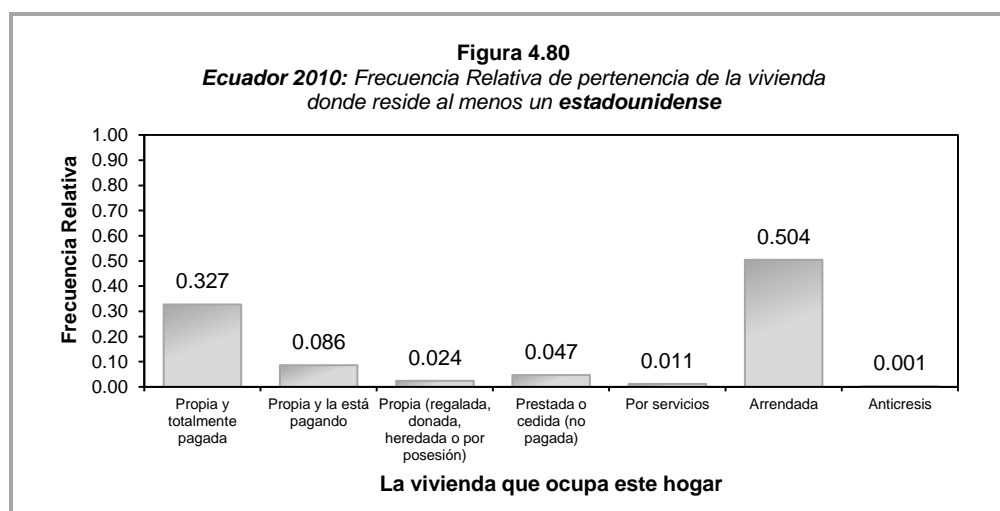 Figura 4.80
Ecuador 2010: Frecuencia Relativa de pertenencia de la vivienda
donde reside al menos un estadounidense
Frecuencia Relativa
1.00
0.90
0.80
0.70
0.60
0.50
0.40
0.30
0.20
0.10
0.00
0.327
0.086
0.024
0.047
0.011
0.504
0.001
Propia y
totalmente
pagada
Propia y la está
pagando
Propia (regalada,
donada,
heredada o por
posesión)
Prestada o
cedida (no
pagada)
Por servicios
Arrendada
Anticresis
La vivienda que ocupa este hogar